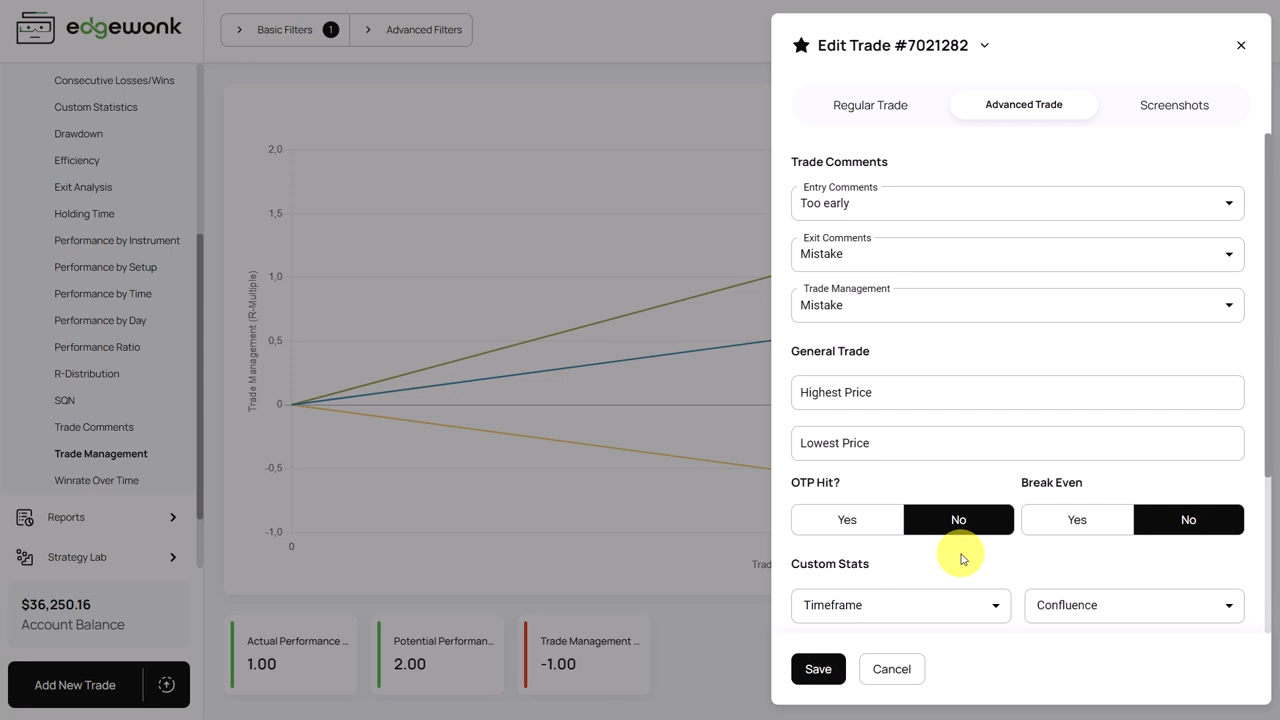 edgewonk
Consecutive Losses/Wins
Custom Statistics
Drawdown
Efficiency
Exit Analysis
Holding Time
Performance by Instrument
Performance by Setup
Performance by Time
Performance by Day
Performance Ratio
R-Distribution
SQN
Trade Comments
Trade Management
Winrate Over Time
Reports
Strategy Lab
$36,250.16
Account Balance
Add New Trade
Basic Filters 1
Advanced Filters
2,0
1,5
1,0
0,5
0
-0,5
-1,0
Trade Management (R-Multiple)
0
Trad
Actual Performance ...
1.00
Potential Performan...
2.00
Trade Management ...
-1.00
Edit Trade #7021282
Regular Trade
Advanced Trade
Screenshots
Trade Comments
Entry Comments
Too early
Exit Comments
Mistake
Trade Management
Mistake
General Trade
Highest Price
Lowest Price
OTP Hit? Break Even
Yes No Yes No
Custom Stats
Timeframe Confluence
Save Cancel